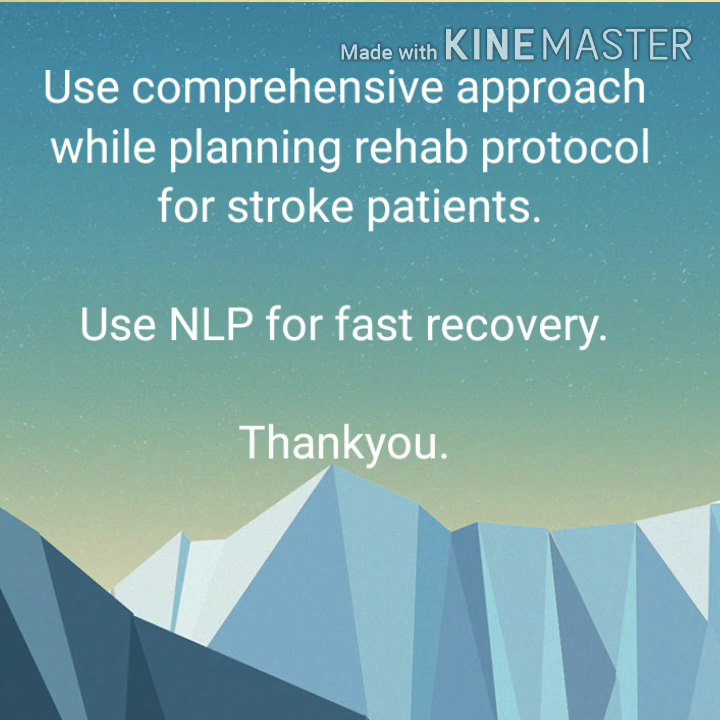 Made with KINEMASTER
Use comprehensive approach
while planning rehab protocol
for stroke patients.
Use NLP for fast recovery.
Thankyou.